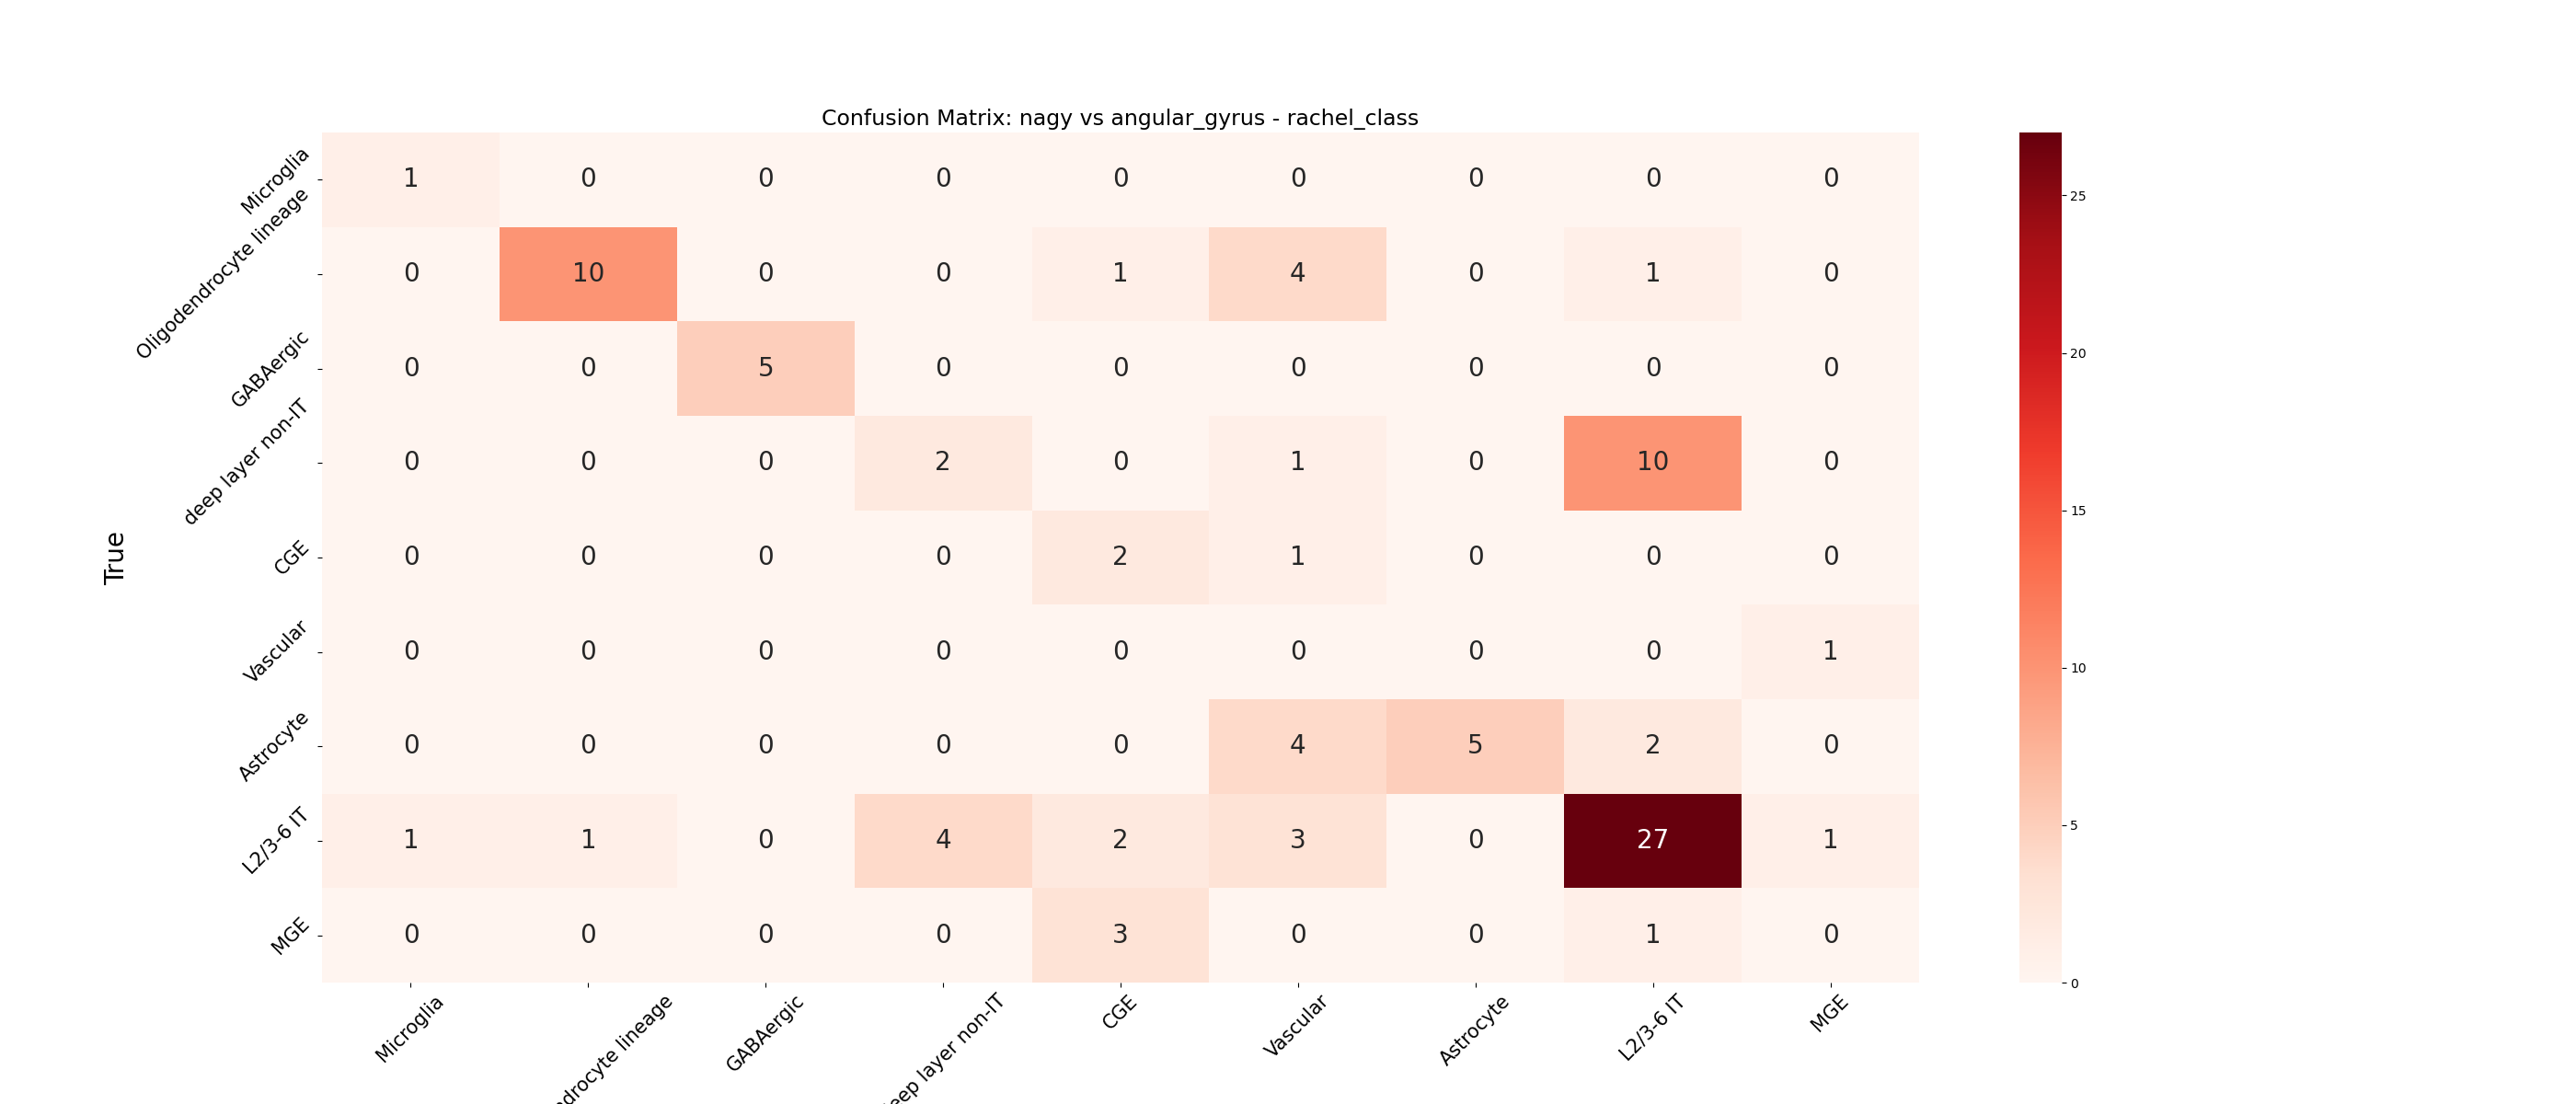 Confusion Matrix: nagy vs angular_gyrus - rachel_class
Microglia 1 0 0 0 0 0 0 0 0
Oligodendrocyte lineage 0 10 0 0 1 4 0 1 0
GABAergic 0 0 5 0 0 0 0 0 0
deep layer non-IT 0 0 0 2 0 1 0 10 0
CGE 0 0 0 0 2 1 0 0 0
Vascular 0 0 0 0 0 0 0 0 1
Astrocyte 0 0 0 0 0 4 5 2 0
L2/3-6 IT 1 1 0 4 2 3 0 27 1
MGE 0 0 0 0 3 0 0 1 0
True
Microglia
ndrocyte lineage
GABAergic
eep layer non-IT
CGE
Vascular
Astrocyte
L2/3-6 IT
MGE
25
20
15
10
5
0